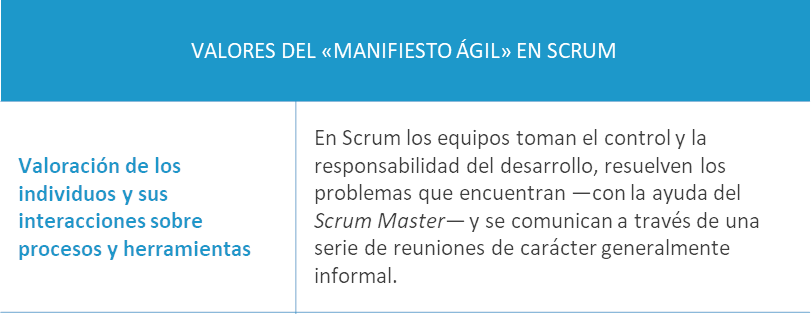 VALORES DEL «MANIFIESTO ÁGIL» EN SCRUM
Valoración de los
individuos y sus
interacciones sobre
procesos y herramientas
En Scrum los equipos toman el control y la
responsabilidad del desarrollo, resuelven los
problemas que encuentran —con la ayuda del
Scrum Master— y se comunican a través de una
serie de reuniones de carácter generalmente
informal.